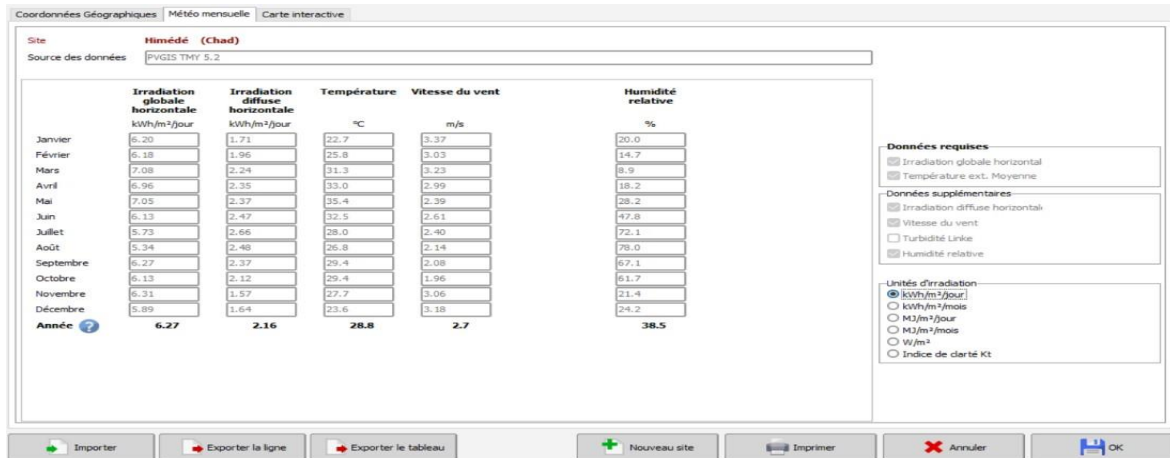 Coordonnées Géographiques Météo mensuelle Carte interactive
Site Himédé (Chad)
Source des données PVGIS TMY 5.2
Irradiation globale horizontale Irradiation diffuse horizontale Température Vitesse du vent Humidité relative
kWh/m²/jour kWh/m²/jour °C m/s %
Janvier 6.20 1.71 22.7 3.37 20.0
Février 6.18 1.96 25.8 3.03 14.7
Mars 7.08 2.24 31.3 3.23 8.9
Avril 6.96 2.35 33.0 2.99 18.2
Mai 7.05 2.37 35.4 2.39 28.2
Juin 6.13 2.47 32.5 2.61 47.8
Juillet 5.73 2.66 28.0 2.40 72.1
Août 5.34 2.48 26.8 2.14 78.0
Septembre 6.27 2.37 29.4 2.08 67.1
Octobre 6.13 2.12 29.4 1.96 61.7
Novembre 6.31 1.57 27.7 3.06 21.4
Décembre 5.89 1.64 23.6 3.18 24.2
Année ? 6.27 2.16 28.8 2.7 38.5
Données requises
Irradiation globale horizontal
Température ext. Moyenne
Données supplémentaires
Irradiation diffuse horizontale
Vitesse du vent
Turbidité Linke
Humidité relative
Unités d'irradiation
kWh/m²/jour
kWh/m²/mois
MJ/m²/jour
MJ/m²/mois
W/m²
Indice de clarté Kt
Importer Exporter la ligne Exporter le tableau Nouveau site Imprimer Annuler OK